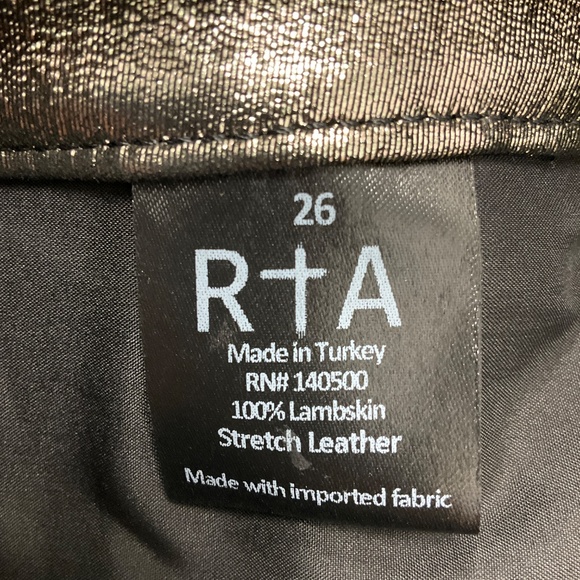 26
R†A
Made in Turkey
RN# 140500
100% Lambskin
Stretch Leather
Made with imported fabric